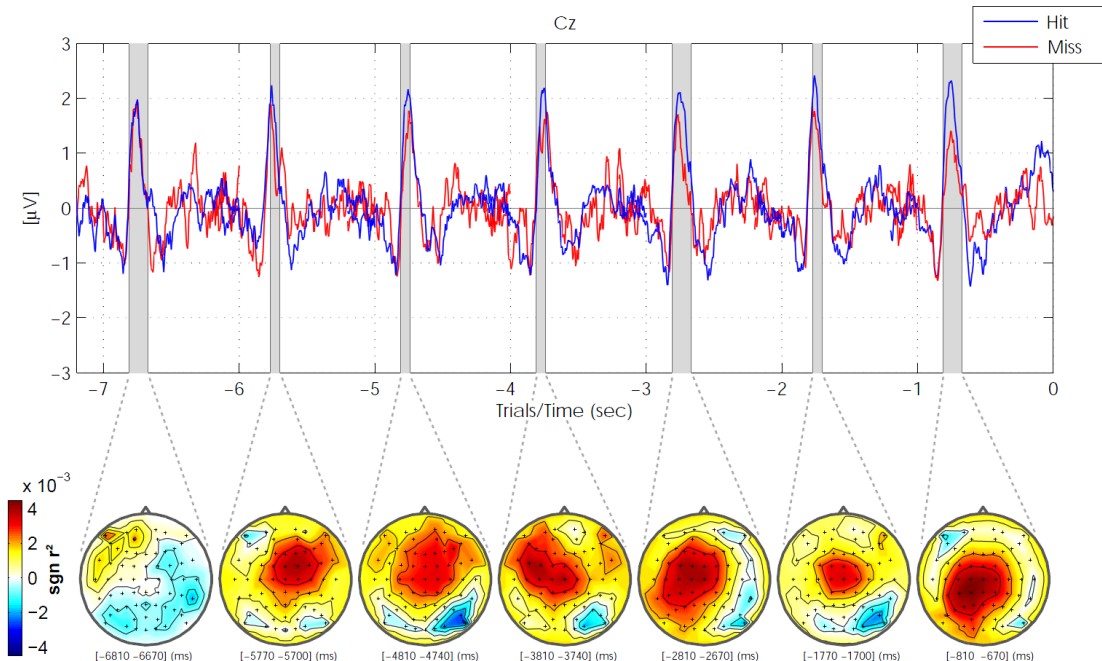 Cz
Hit
Miss
3
2
1
0
−1
−2
−3
[µV]
−7 −6 −5 −4 −3 −2 −1 0
Trials/Time (sec)
x 10⁻³
4
2
0
−2
−4
sgn r²
[−6810 −6670] (ms) [−5770 −5700] (ms) [−4810 −4740] (ms) [−3810 −3740] (ms) [−2810 −2670] (ms) [−1770 −1700] (ms) [−810 −670] (ms)